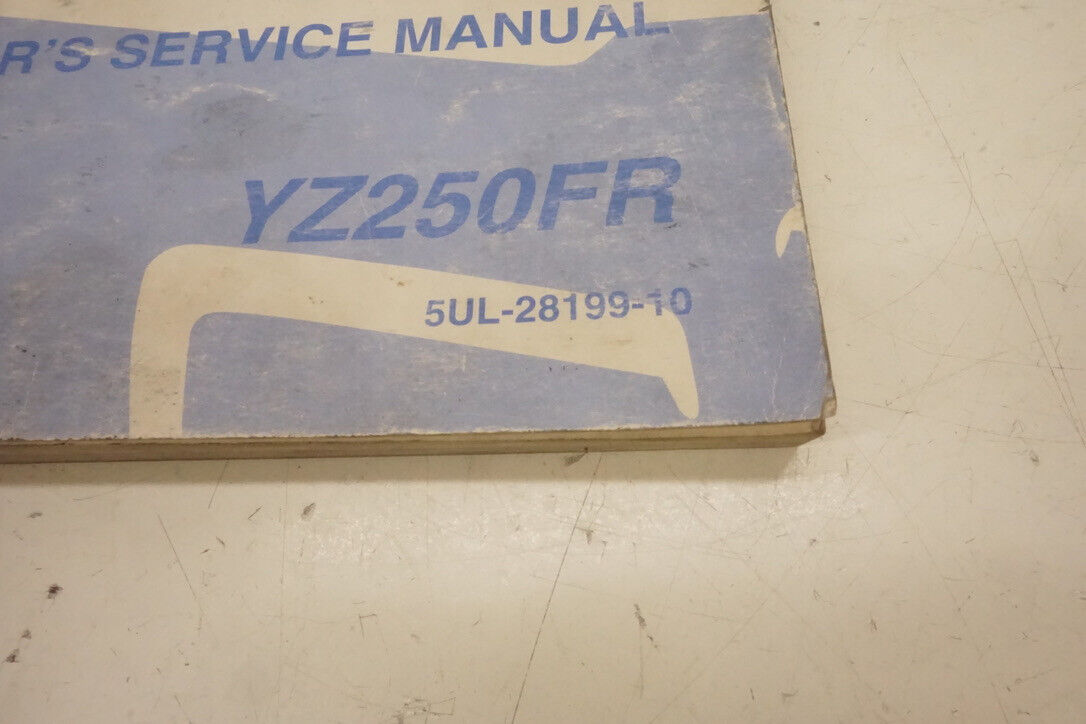 R'S SERVICE MANUAL
YZ250FR
5UL-28199-10